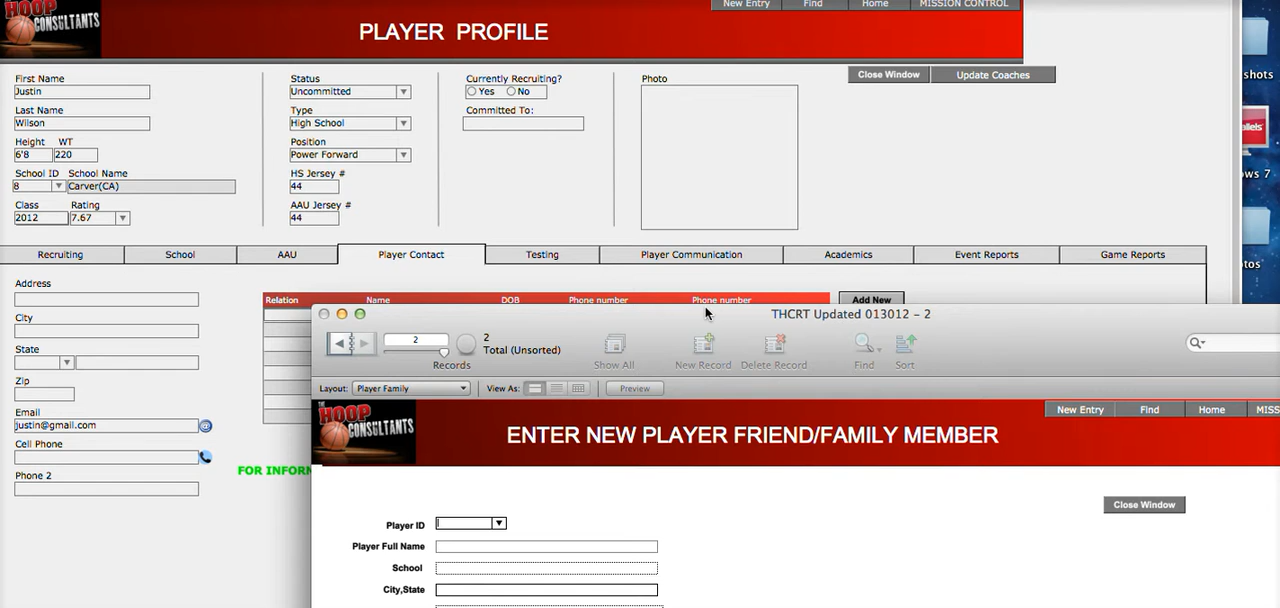 New Entry Find Home MISSION CONTROL
HOOP
CONSULTANTS
PLAYER PROFILE
Close Window Update Coaches
First Name Status Currently Recruiting? Photo
Justin Uncommitted Yes No
Last Name Type Committed To:
Wilson High School
Height WT Position
6'8 220 Power Forward
School ID School Name HS Jersey #
8 Carver(CA) 44
Class Rating AAU Jersey #
2012 7.67 44
shots
allels
ows 7
otos
Recruiting School AAU Player Contact Testing Player Communication Academics Event Reports Game Reports
Address
Relation Name DOB Phone number Phone number Add New
City
State
Zip
Email
justin@gmail.com
Cell Phone
Phone 2
FOR INFORM
THCRT Updated 013012 - 2
2 2
Total (Unsorted)
Records Show All New Record Delete Record Find Sort
Layout: Player Family View As: Preview
New Entry Find Home MISS
THE
HOOP
CONSULTANTS
ENTER NEW PLAYER FRIEND/FAMILY MEMBER
Close Window
Player ID
Player Full Name
School
City,State